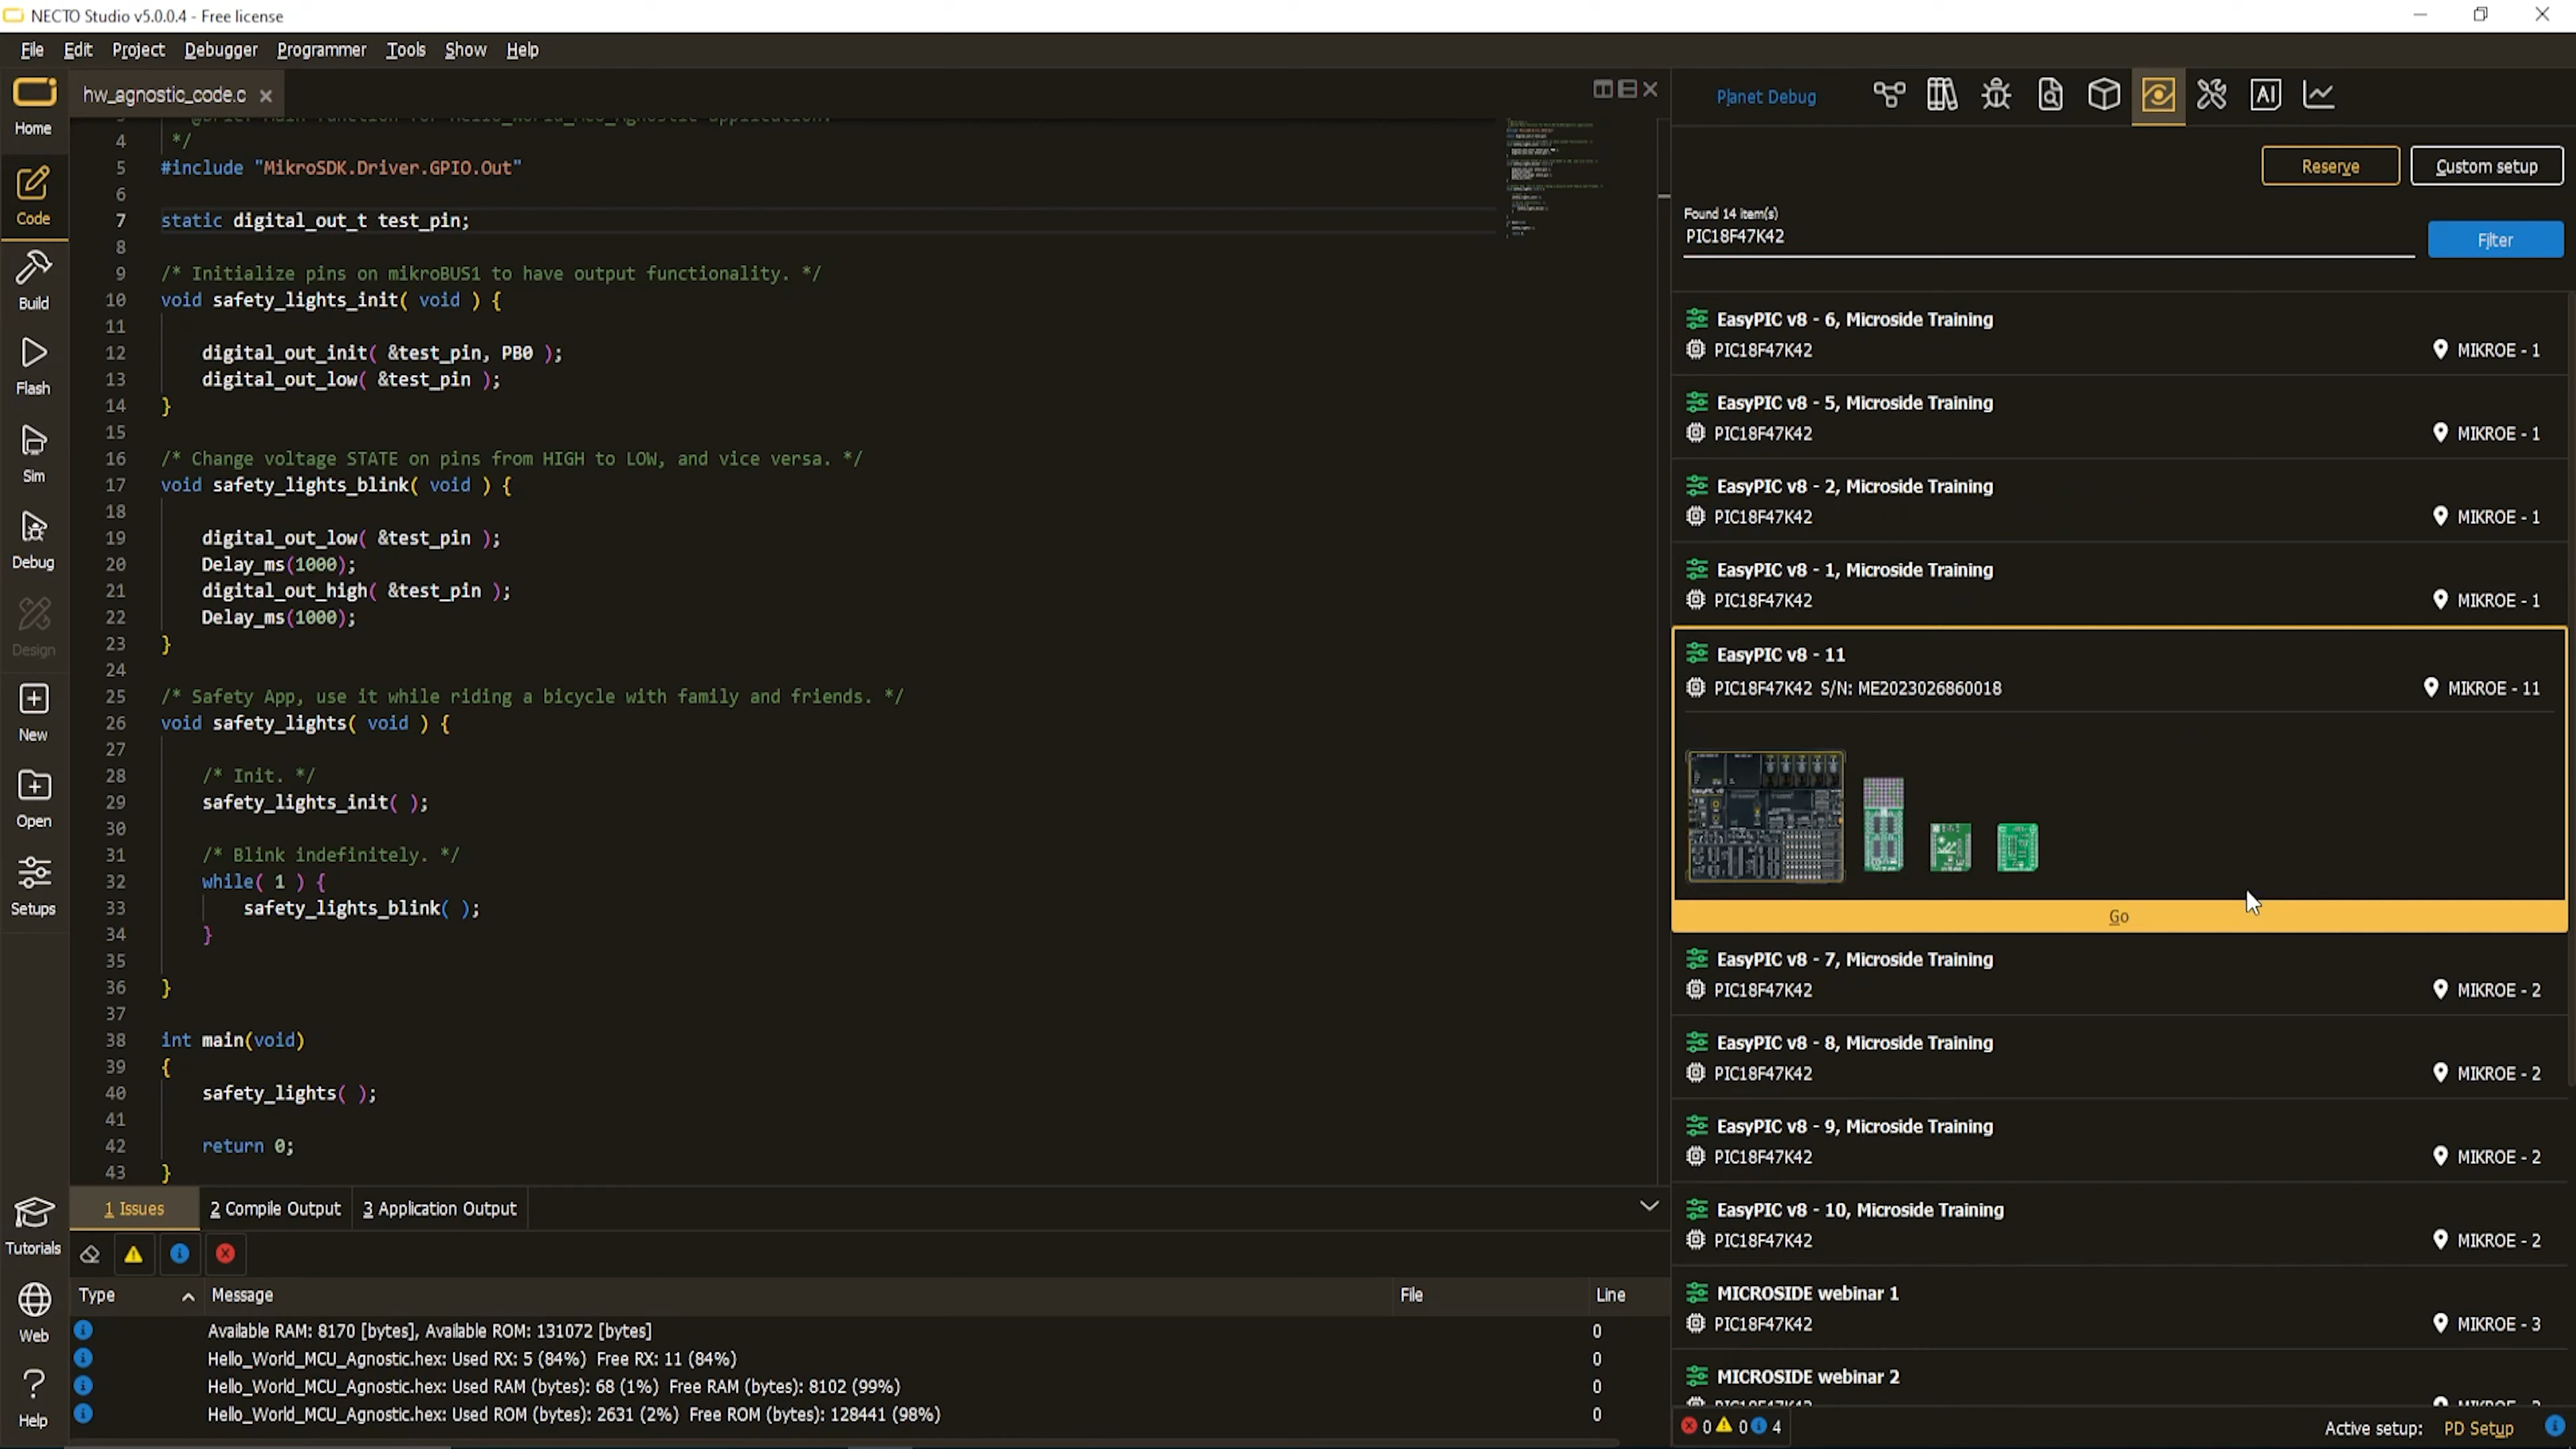 NECTO Studio v5.0.0.4 - Free license
File Edit Project Debugger Programmer Tools Show Help
Home
Code
Build
Flash
Sim
Debug
Design
New
Open
Setups
Tutorials
Web
Help
hw_agnostic_code.c
4 */
5 #include "MikroSDK.Driver.GPIO.Out"
6
7 static digital_out_t test_pin;
8
9 /* Initialize pins on mikroBUS1 to have output functionality. */
10 void safety_lights_init( void ) {
11
12 digital_out_init( &test_pin, PB0 );
13 digital_out_low( &test_pin );
14 }
15
16 /* Change voltage STATE on pins from HIGH to LOW, and vice versa. */
17 void safety_lights_blink( void ) {
18
19 digital_out_low( &test_pin );
20 Delay_ms(1000);
21 digital_out_high( &test_pin );
22 Delay_ms(1000);
23 }
24
25 /* Safety App, use it while riding a bicycle with family and friends. */
26 void safety_lights( void ) {
27
28 /* Init. */
29 safety_lights_init( );
30
31 /* Blink indefinitely. */
32 while( 1 ) {
33 safety_lights_blink( );
34 }
35
36 }
37
38 int main(void)
39 {
40 safety_lights( );
41
42 return 0;
43 }
1 Issues 2 Compile Output 3 Application Output
Type Message File Line
Available RAM: 8170 [bytes], Available ROM: 131072 [bytes] 0
Hello_World_MCU_Agnostic.hex: Used RX: 5 (84%) Free RX: 11 (84%) 0
Hello_World_MCU_Agnostic.hex: Used RAM (bytes): 68 (1%) Free RAM (bytes): 8102 (99%) 0
Hello_World_MCU_Agnostic.hex: Used ROM (bytes): 2631 (2%) Free ROM (bytes): 128441 (98%) 0
Planet Debug AI
Reserve Custom setup
Found 14 item(s)
PIC18F47K42 Filter
EasyPIC v8 - 6, Microside Training
PIC18F47K42 MIKROE - 1
EasyPIC v8 - 5, Microside Training
PIC18F47K42 MIKROE - 1
EasyPIC v8 - 2, Microside Training
PIC18F47K42 MIKROE - 1
EasyPIC v8 - 1, Microside Training
PIC18F47K42 MIKROE - 1
EasyPIC v8 - 11
PIC18F47K42 S/N: ME2023026860018 MIKROE - 11
Go
EasyPIC v8 - 7, Microside Training
PIC18F47K42 MIKROE - 2
EasyPIC v8 - 8, Microside Training
PIC18F47K42 MIKROE - 2
EasyPIC v8 - 9, Microside Training
PIC18F47K42 MIKROE - 2
EasyPIC v8 - 10, Microside Training
PIC18F47K42 MIKROE - 2
MICROSIDE webinar 1
PIC18F47K42 MIKROE - 3
MICROSIDE webinar 2
0 0 4 Active setup: PD Setup